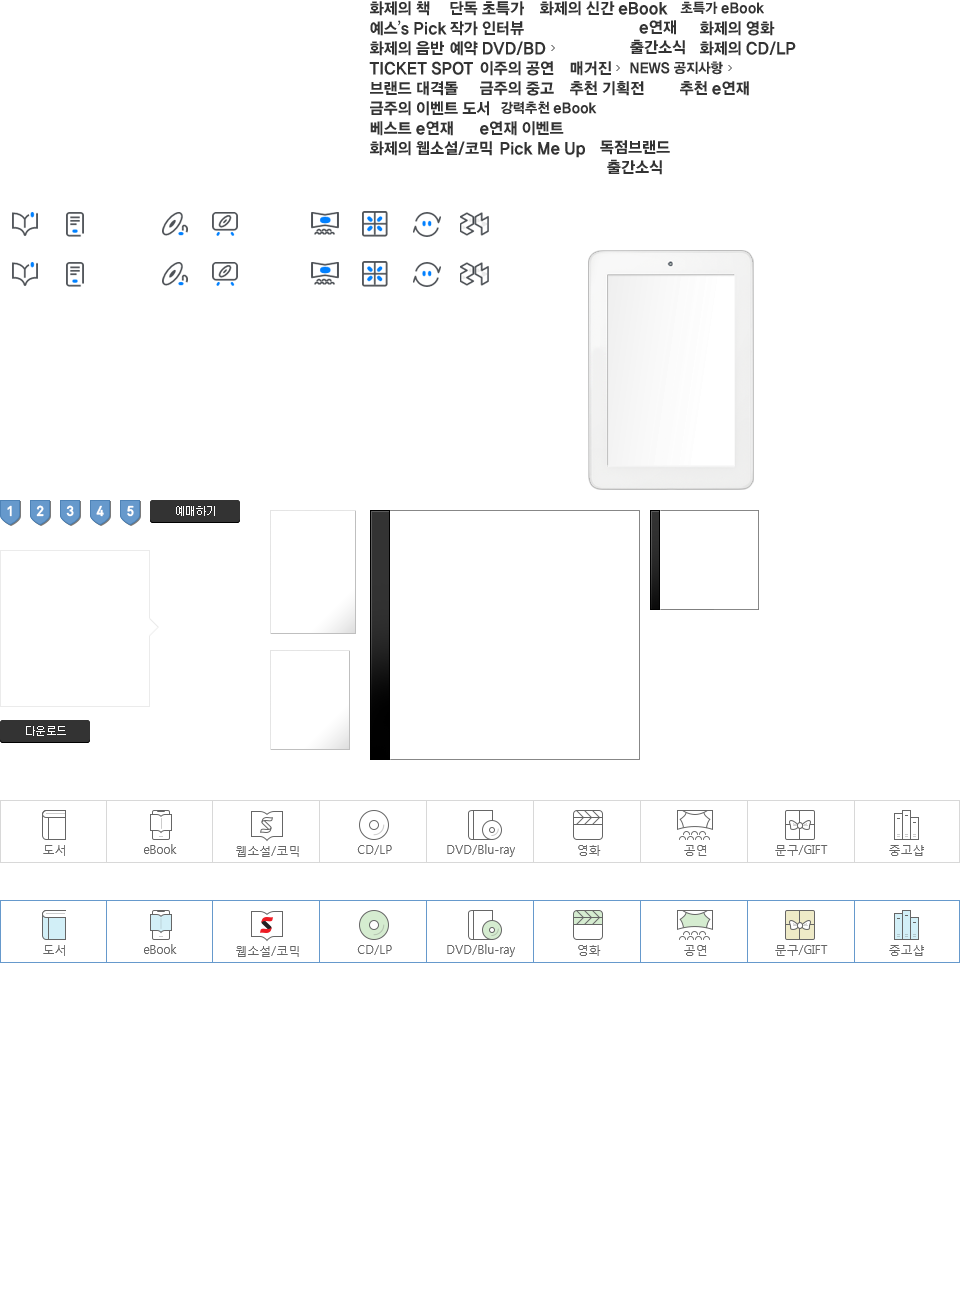 화제의 책 단독 초특가 화제의 신간 eBook 초특가 eBook
예스's Pick 작가 인터뷰 e연재 화제의 영화
화제의 음반 예약 DVD/BD > 출간소식 화제의 CD/LP
TICKET SPOT 이주의 공연 매거진 > NEWS 공지사항 >
브랜드 대격돌 금주의 중고 추천 기획전 추천 e연재
금주의 이벤트 도서 강력추천 eBook
베스트 e연재 e연재 이벤트
화제의 웹소설/코믹 Pick Me Up 독점브랜드
출간소식
1 2 3 4 5 예매하기
다운로드
도서 eBook 웹소설/코믹 CD/LP DVD/Blu-ray 영화 공연 문구/GIFT 중고샵
도서 eBook 웹소설/코믹 CD/LP DVD/Blu-ray 영화 공연 문구/GIFT 중고샵